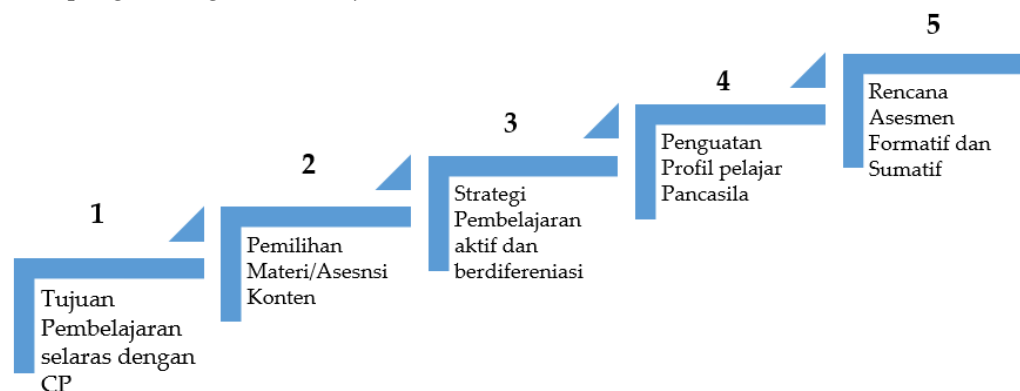 1
Tujuan
Pembelajaran
selaras dengan
CP
2
Pemilihan
Materi/Asesnsi
Konten
3
Strategi
Pembelajaran
aktif dan
berdifereniasi
4
Penguatan
Profil pelajar
Pancasila
5
Rencana
Asesmen
Formatif dan
Sumatif